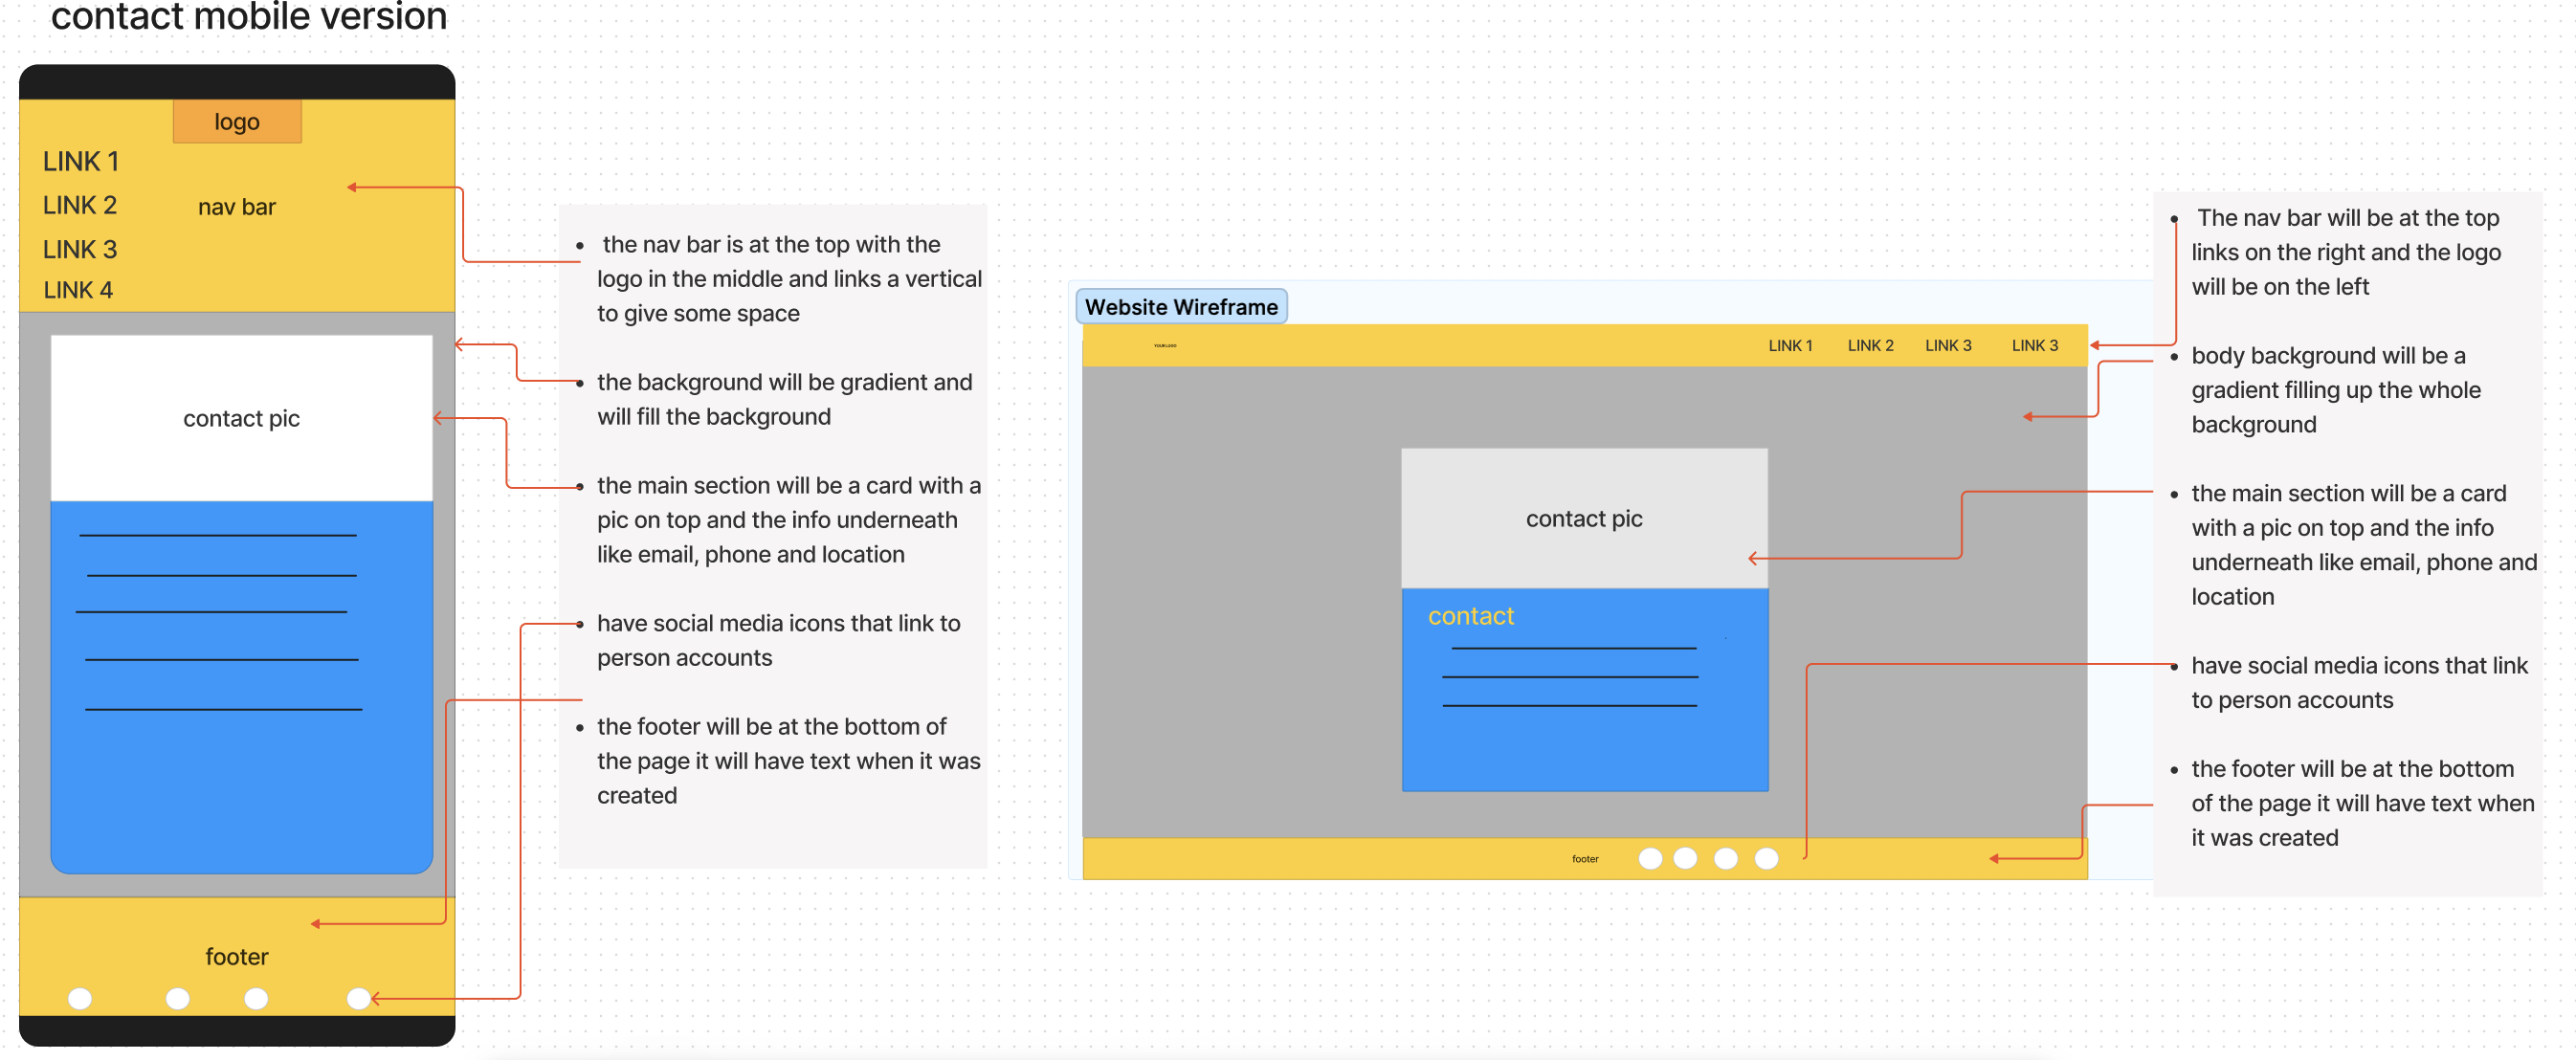 contact mobile version
logo
LINK 1
LINK 2
nav bar
LINK 3
LINK 4
contact pic
footer
the nav bar is at the top with the
logo in the middle and links a vertical
to give some space
the background will be gradient and
will fill the background
the main section will be a card with a
pic on top and the info underneath
like email, phone and location
have social media icons that link to
person accounts
the footer will be at the bottom of
the page it will have text when it was
created
Website Wireframe
YOUR LOGO
LINK 1 LINK 2 LINK 3 LINK 3
contact pic
contact
footer
The nav bar will be at the top
links on the right and the logo
will be on the left
body background will be a
gradient filling up the whole
background
the main section will be a card
with a pic on top and the info
underneath like email, phone and
location
have social media icons that link
to person accounts
the footer will be at the bottom
of the page it will have text when
it was created